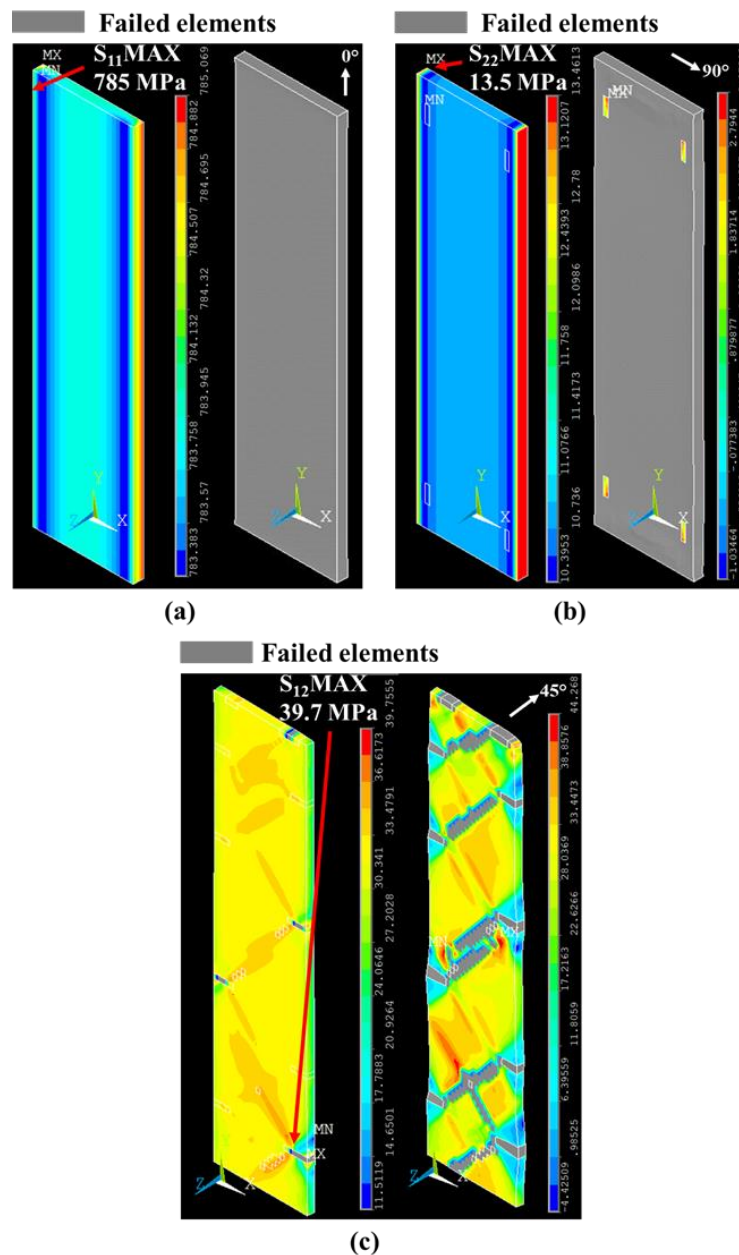 Failed elements
Failed elements
S₁₁MAX
785 MPa
MX
MN
0°
785.069
784.882
784.695
784.507
784.32
784.132
783.945
783.758
783.57
783.383
Y
Z
X
Y
Z
X
S₂₂MAX
13.5 MPa
MX
MN
90°
13.4613
13.1207
12.78
12.4393
12.0986
11.758
11.4173
11.0766
10.736
10.3953
MN
MX
2.7944
1.83714
.879877
-.077383
-1.03464
Y
Z
X
Y
Z
X
(a)
(b)
Failed elements
S₁₂MAX
39.7 MPa
45°
39.7555
36.6173
33.4791
30.341
27.2028
24.0646
20.9264
17.7883
14.6501
11.5119
MN
MX
44.268
38.8576
33.4473
28.0369
22.6266
17.2163
11.8059
6.39559
.98525
-4.42509
MN
MX
Z
X
Z
X
(c)